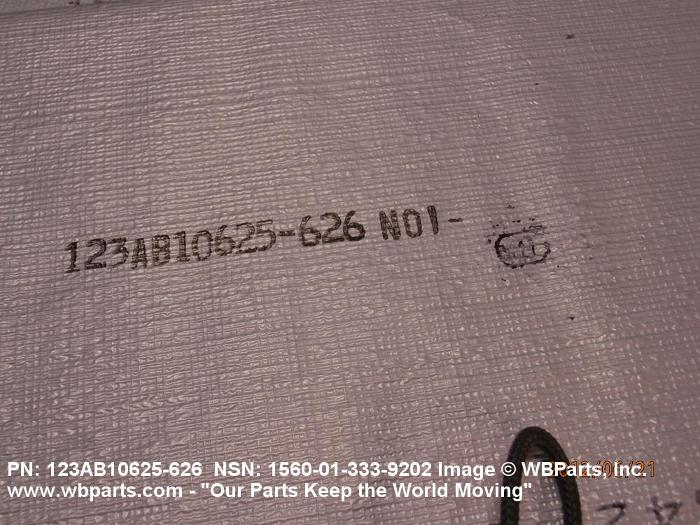 123AB10625-626 N01-
PN: 123AB10625-626 NSN: 1560-01-333-9202 Image © WBParts, Inc.
www.wbparts.com - "Our Parts Keep the World Moving"